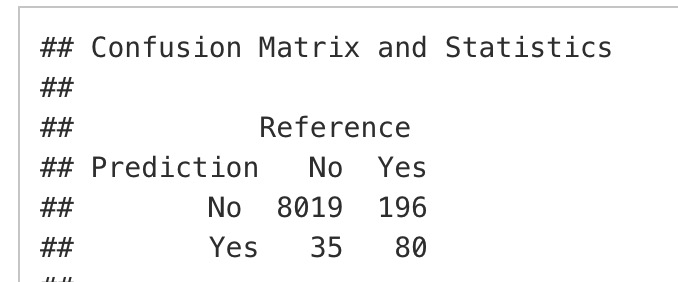 ## Confusion Matrix and Statistics
##
##           Reference
## Prediction   No  Yes
##        No  8019  196
##        Yes   35   80
##